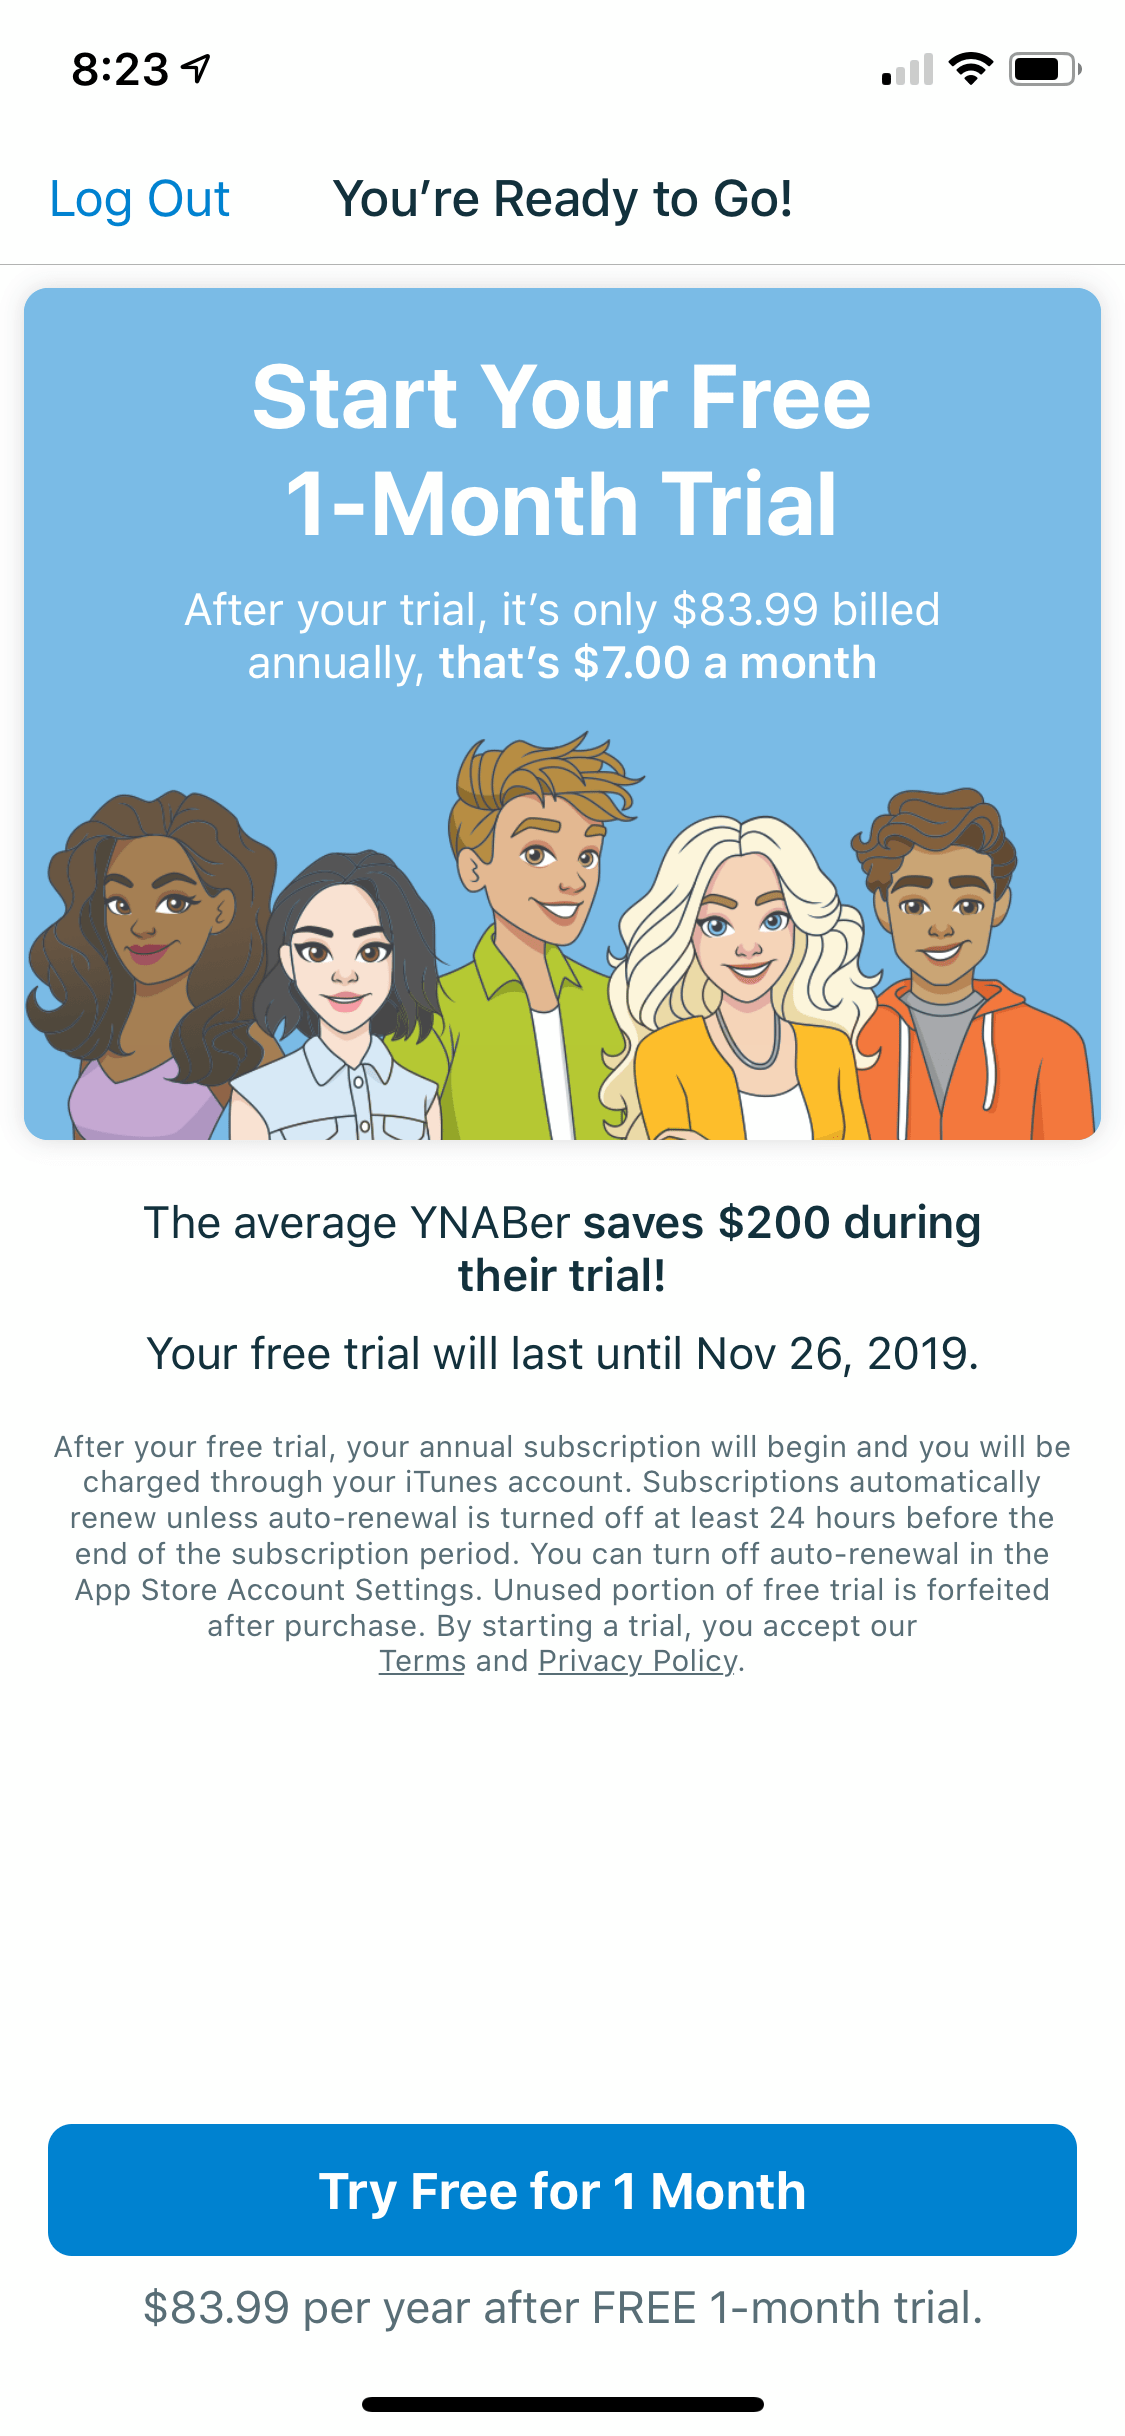 8:23
Log Out
You’re Ready to Go!
Start Your Free
1-Month Trial
After your trial, it’s only $83.99 billed
annually, that’s $7.00 a month
The average YNABer saves $200 during
their trial!
Your free trial will last until Nov 26, 2019.
After your free trial, your annual subscription will begin and you will be
charged through your iTunes account. Subscriptions automatically
renew unless auto-renewal is turned off at least 24 hours before the
end of the subscription period. You can turn off auto-renewal in the
App Store Account Settings. Unused portion of free trial is forfeited
after purchase. By starting a trial, you accept our
Terms and Privacy Policy.
Try Free for 1 Month
$83.99 per year after FREE 1-month trial.